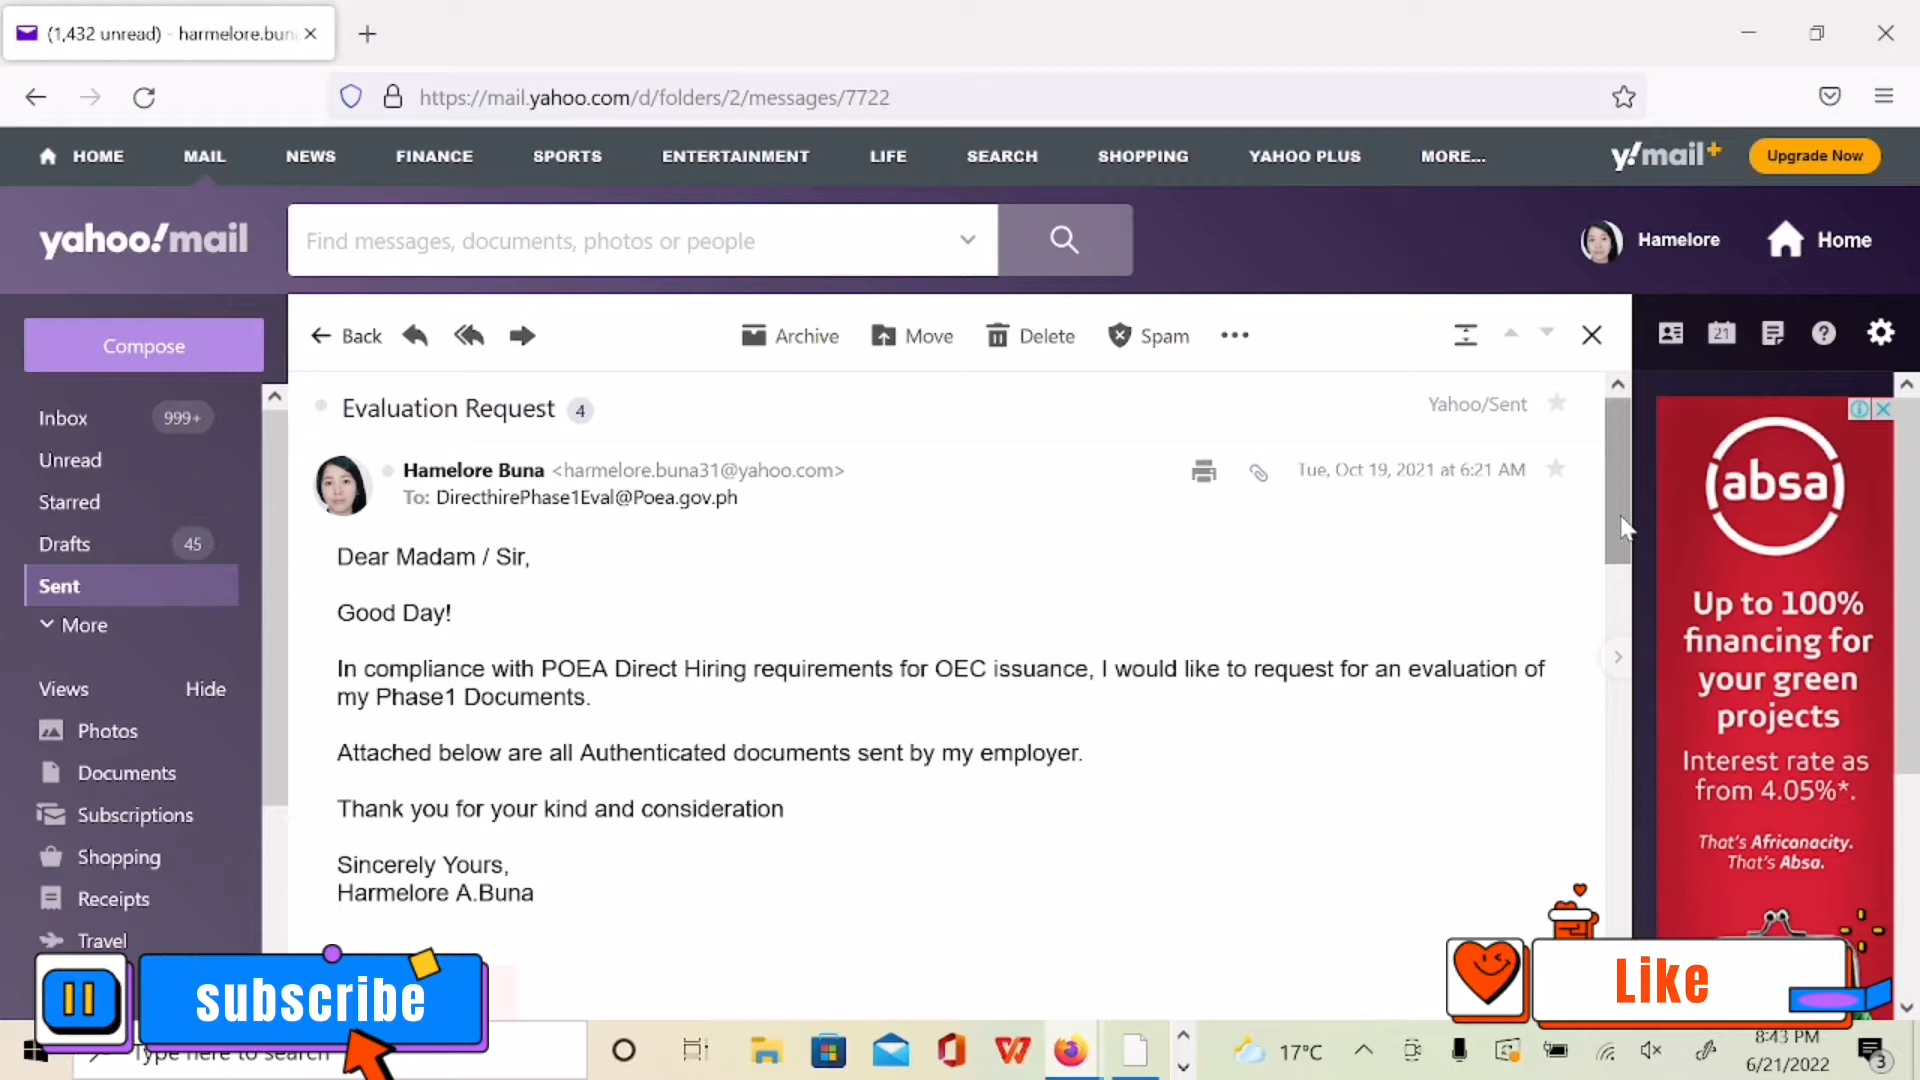 (1,432 unread) - harmelore.bun
https://mail.yahoo.com/d/folders/2/messages/7722
HOME MAIL NEWS FINANCE SPORTS ENTERTAINMENT LIFE SEARCH SHOPPING YAHOO PLUS MORE... y!mail+ Upgrade Now
yahoo!mail Find messages, documents, photos or people Hamelore Home
Compose
Back Archive Move Delete Spam
21
Inbox 999+
Unread
Starred
Drafts 45
Sent
More
Views Hide
Photos
Documents
Subscriptions
Shopping
Receipts
Travel
Evaluation Request 4 Yahoo/Sent
Hamelore Buna <harmelore.buna31@yahoo.com> Tue, Oct 19, 2021 at 6:21 AM
To: DirecthirePhase1Eval@Poea.gov.ph
Dear Madam / Sir,
Good Day!
In compliance with POEA Direct Hiring requirements for OEC issuance, I would like to request for an evaluation of
my Phase1 Documents.
Attached below are all Authenticated documents sent by my employer.
Thank you for your kind and consideration
Sincerely Yours,
Harmelore A.Buna
absa
Up to 100%
financing for
your green
projects
Interest rate as
from 4.05%*.
That's Africanacity.
That's Absa.
subscribe
Like
Type here to search
17°C
8:43 PM
6/21/2022
3